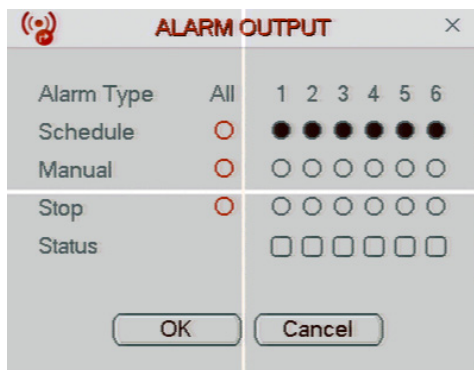 ALARM OUTPUT
Alarm Type All 1 2 3 4 5 6
Schedule
Manual
Stop
Status
OK Cancel